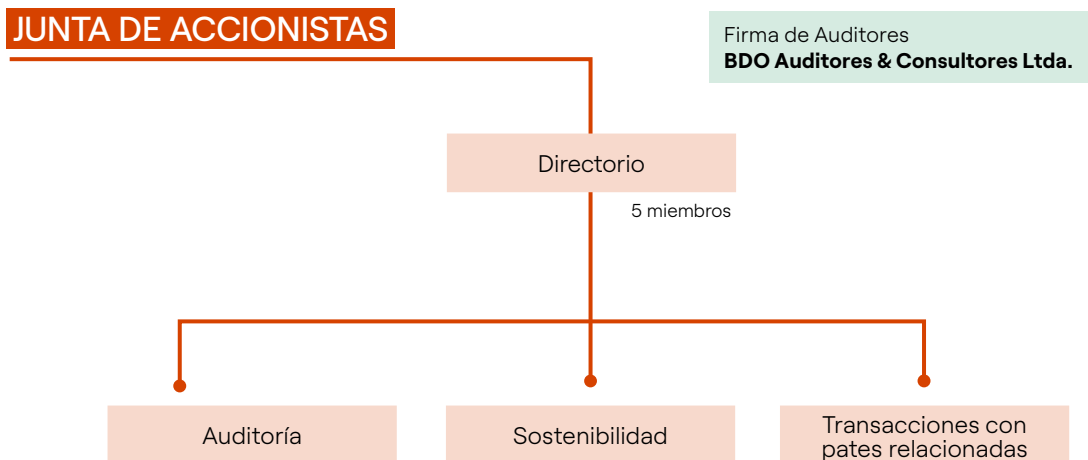 JUNTA DE ACCIONISTAS
Firma de Auditores
BDO Auditores & Consultores Ltda.
Directorio
5 miembros
Auditoría
Sostenibilidad
Transacciones con
pates relacionadas